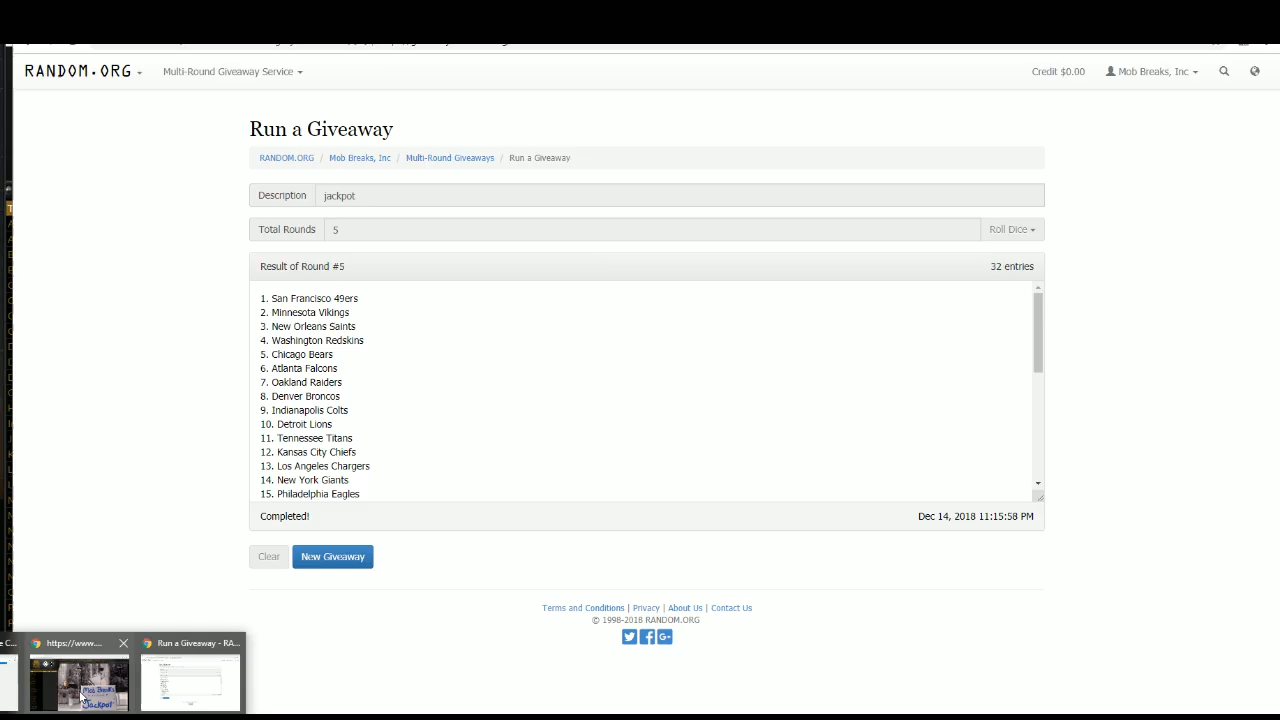 RANDOM.ORG
Multi-Round Giveaway Service
Credit $0.00
Mob Breaks, Inc
Run a Giveaway
RANDOM.ORG / Mob Breaks, Inc / Multi-Round Giveaways / Run a Giveaway
Description jackpot
Total Rounds 5 Roll Dice
Result of Round #5 32 entries
1. San Francisco 49ers
2. Minnesota Vikings
3. New Orleans Saints
4. Washington Redskins
5. Chicago Bears
6. Atlanta Falcons
7. Oakland Raiders
8. Denver Broncos
9. Indianapolis Colts
10. Detroit Lions
11. Tennessee Titans
12. Kansas City Chiefs
13. Los Angeles Chargers
14. New York Giants
15. Philadelphia Eagles
Completed! Dec 14, 2018 11:15:58 PM
Clear New Giveaway
Terms and Conditions | Privacy | About Us | Contact Us
© 1998-2018 RANDOM.ORG
e C... https://www.... Run a Giveaway - RA...
Mob Breaks
Jackpot